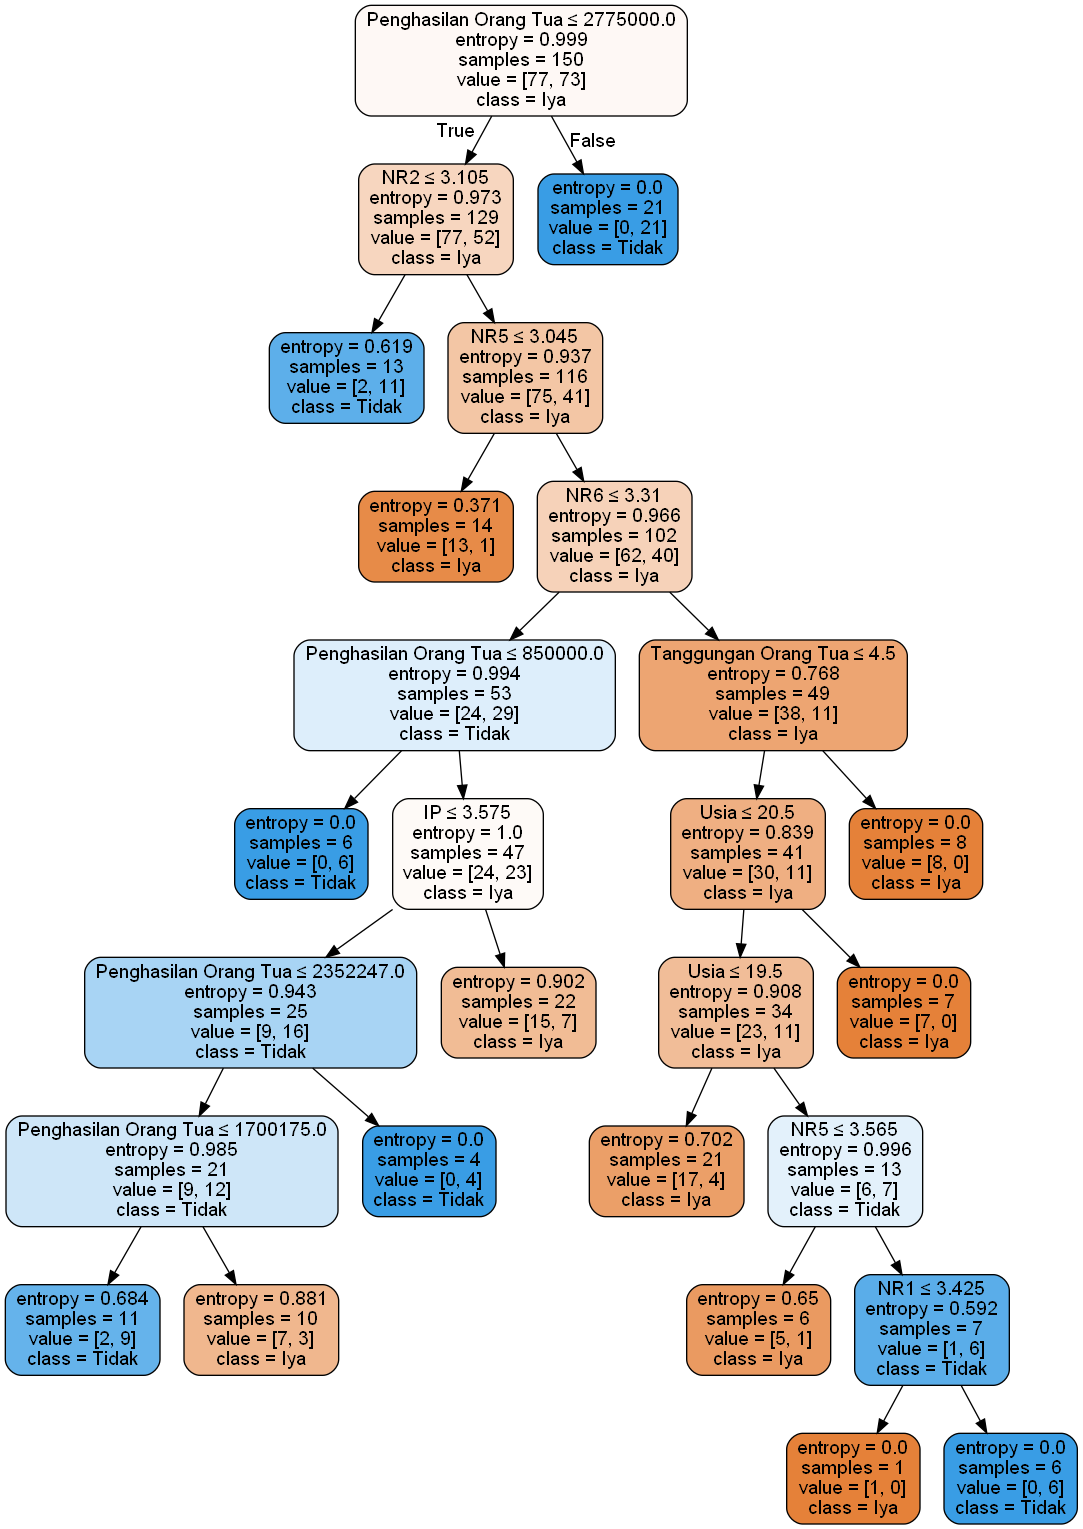 Penghasilan Orang Tua ≤ 2775000.0
entropy = 0.999
samples = 150
value = [77, 73]
class = Iya
True
False
NR2 ≤ 3.105
entropy = 0.973
samples = 129
value = [77, 52]
class = Iya
entropy = 0.0
samples = 21
value = [0, 21]
class = Tidak
entropy = 0.619
samples = 13
value = [2, 11]
class = Tidak
NR5 ≤ 3.045
entropy = 0.937
samples = 116
value = [75, 41]
class = Iya
entropy = 0.371
samples = 14
value = [13, 1]
class = Iya
NR6 ≤ 3.31
entropy = 0.966
samples = 102
value = [62, 40]
class = Iya
Penghasilan Orang Tua ≤ 850000.0
entropy = 0.994
samples = 53
value = [24, 29]
class = Tidak
Tanggungan Orang Tua ≤ 4.5
entropy = 0.768
samples = 49
value = [38, 11]
class = Iya
entropy = 0.0
samples = 6
value = [0, 6]
class = Tidak
IP ≤ 3.575
entropy = 1.0
samples = 47
value = [24, 23]
class = Iya
Usia ≤ 20.5
entropy = 0.839
samples = 41
value = [30, 11]
class = Iya
entropy = 0.0
samples = 8
value = [8, 0]
class = Iya
Penghasilan Orang Tua ≤ 2352247.0
entropy = 0.943
samples = 25
value = [9, 16]
class = Tidak
entropy = 0.902
samples = 22
value = [15, 7]
class = Iya
Usia ≤ 19.5
entropy = 0.908
samples = 34
value = [23, 11]
class = Iya
entropy = 0.0
samples = 7
value = [7, 0]
class = Iya
Penghasilan Orang Tua ≤ 1700175.0
entropy = 0.985
samples = 21
value = [9, 12]
class = Tidak
entropy = 0.0
samples = 4
value = [0, 4]
class = Tidak
entropy = 0.702
samples = 21
value = [17, 4]
class = Iya
NR5 ≤ 3.565
entropy = 0.996
samples = 13
value = [6, 7]
class = Tidak
entropy = 0.684
samples = 11
value = [2, 9]
class = Tidak
entropy = 0.881
samples = 10
value = [7, 3]
class = Iya
entropy = 0.65
samples = 6
value = [5, 1]
class = Iya
NR1 ≤ 3.425
entropy = 0.592
samples = 7
value = [1, 6]
class = Tidak
entropy = 0.0
samples = 1
value = [1, 0]
class = Iya
entropy = 0.0
samples = 6
value = [0, 6]
class = Tidak